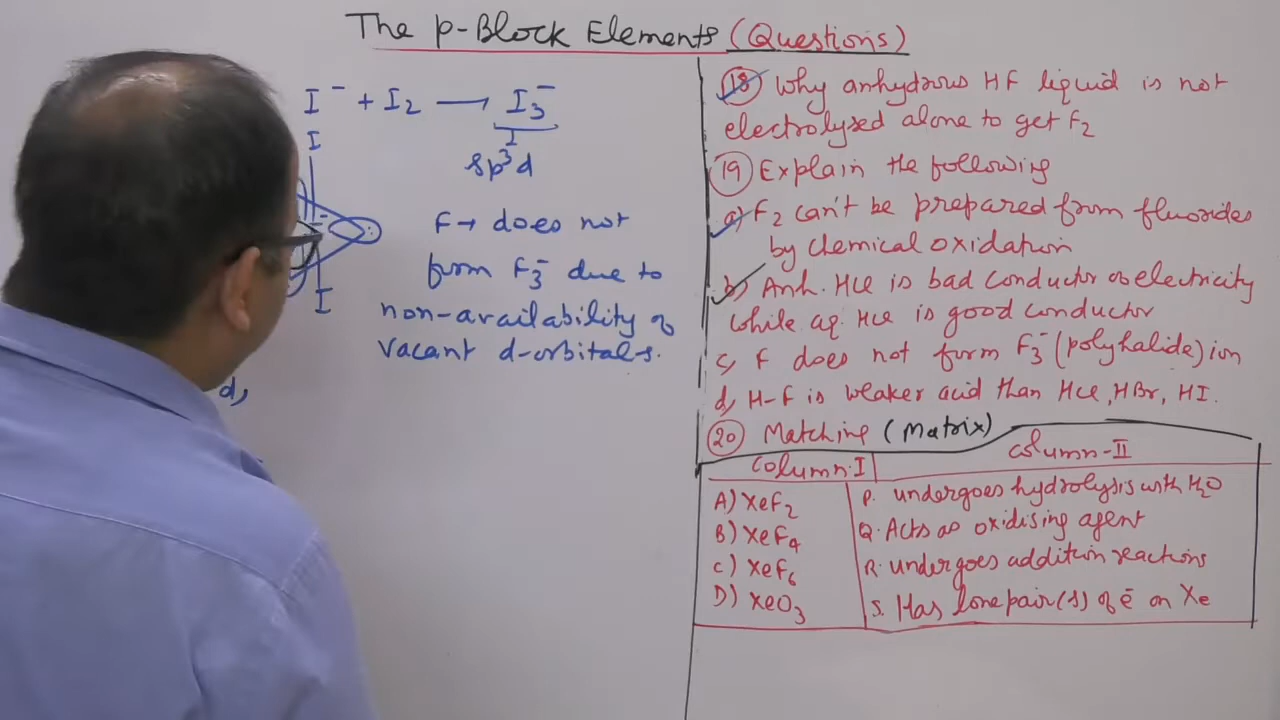 The p-Block Elements (Questions)
I⁻ + I₂ → I₃⁻
I
I
sp³d
F → does not
form F₃⁻ due to
non-availability of
vacant d-orbitals.
I
d,
(18) Why anhydrous HF liquid is not
electrolyzed alone to get F₂
(19) Explain the following
a) F₂ can't be prepared from fluorides
by chemical oxidation
b) Anh. HCl is bad conductor of electricity
while aq. HCl is good conductor
c, F does not form F₃⁻ (polyhalide) ion
d, H-F is weaker acid than HCl, HBr, HI.
(20) Matching (Matrix)
Column-I Column-II
A) XeF₂ P. undergoes hydrolysis with H₂O
B) XeF₄ Q. Acts as oxidising agent
C) XeF₆ R. undergoes addition reactions
D) XeO₃ S. Has lone pair(s) of ē on Xe